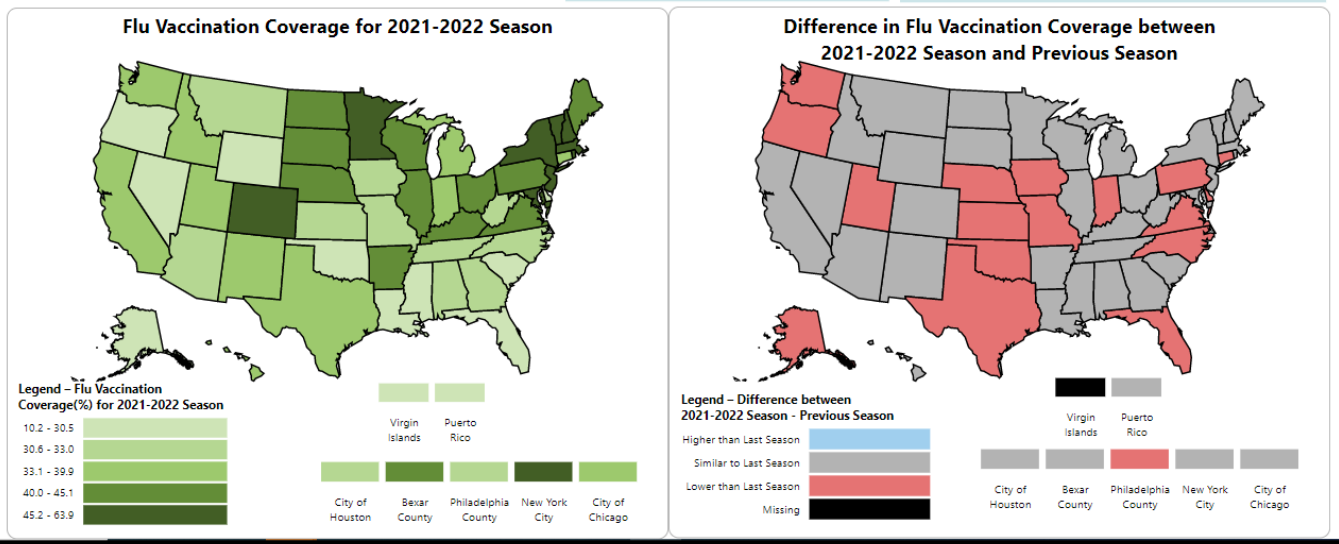 Flu Vaccination Coverage for 2021-2022 Season
Legend – Flu Vaccination
Coverage(%) for 2021-2022 Season
10.2 - 30.5
30.6 - 33.0
33.1 - 39.9
40.0 - 45.1
45.2 - 63.9
Virgin
Islands
Puerto
Rico
City of
Houston
Bexar
County
Philadelphia
County
New York
City
City of
Chicago
Difference in Flu Vaccination Coverage between
2021-2022 Season and Previous Season
Legend – Difference between
2021-2022 Season - Previous Season
Higher than Last Season
Similar to Last Season
Lower than Last Season
Missing
Virgin
Islands
Puerto
Rico
City of
Houston
Bexar
County
Philadelphia
County
New York
City
City of
Chicago